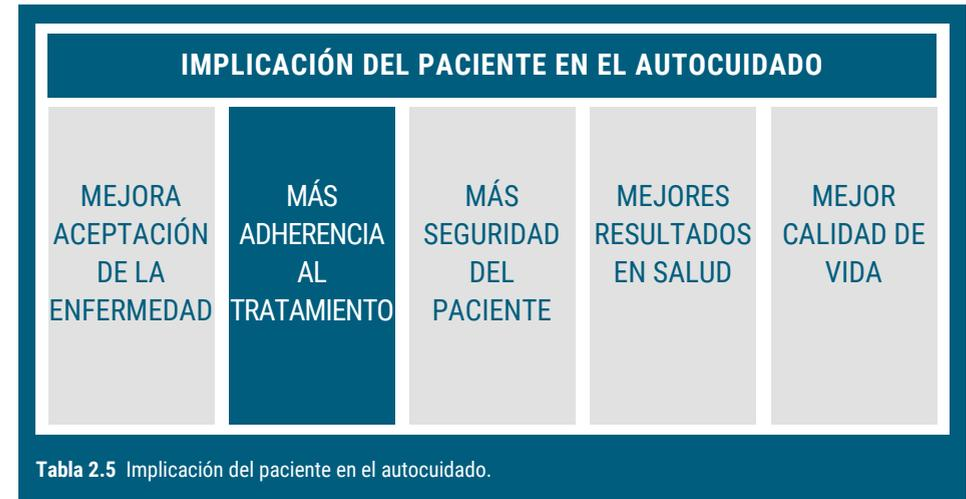 IMPLICACIÓN DEL PACIENTE EN EL AUTOCUIDADO
MEJORA
ACEPTACIÓN
DE LA
ENFERMEDAD
MÁS
ADHERENCIA
AL
TRATAMIENTO
MÁS
SEGURIDAD
DEL
PACIENTE
MEJORES
RESULTADOS
EN SALUD
MEJOR
CALIDAD DE
VIDA
Tabla 2.5 Implicación del paciente en el autocuidado.